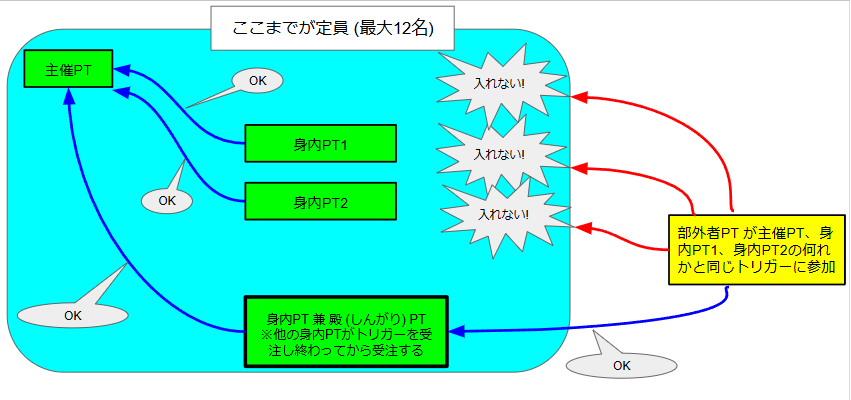 ここまでが定員 (最大12名)
主催PT
OK
入れない!
身内PT1
入れない!
OK
身内PT2
入れない!
部外者PT が主催PT、身
内PT1、身内PT2の何れ
かと同じトリガーに参加
OK
身内PT 兼 殿 (しんがり) PT
※他の身内PTがトリガーを受
注し終わってから受注する
OK